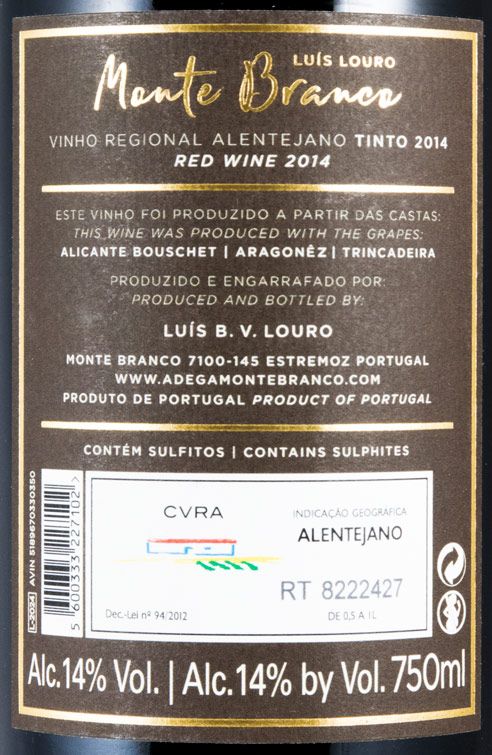 LUÍS LOURO
Monte Branco
VINHO REGIONAL ALENTEJANO TINTO 2014
RED WINE 2014
ESTE VINHO FOI PRODUZIDO A PARTIR DAS CASTAS:
THIS WINE WAS PRODUCED WITH THE GRAPES:
ALICANTE BOUSCHET | ARAGONÊZ | TRINCADEIRA
PRODUZIDO E ENGARRAFADO POR:
PRODUCED AND BOTTLED BY:
LUÍS B. V. LOURO
MONTE BRANCO 7100-145 ESTREMOZ PORTUGAL
WWW.ADEGAMONTEBRANCO.COM
PRODUTO DE PORTUGAL PRODUCT OF PORTUGAL
CONTÉM SULFITOS | CONTAINS SULPHITES
L-2024
AVIN 5189670330350
5 600333 227102 >
CVRA
Dec.-Lei nº 94/2012
INDICAÇÃO GEOGRÁFICA
ALENTEJANO
RT 8222427
DE 0,5 A 1L
Alc. 14% Vol. | Alc. 14% by Vol. 750ml